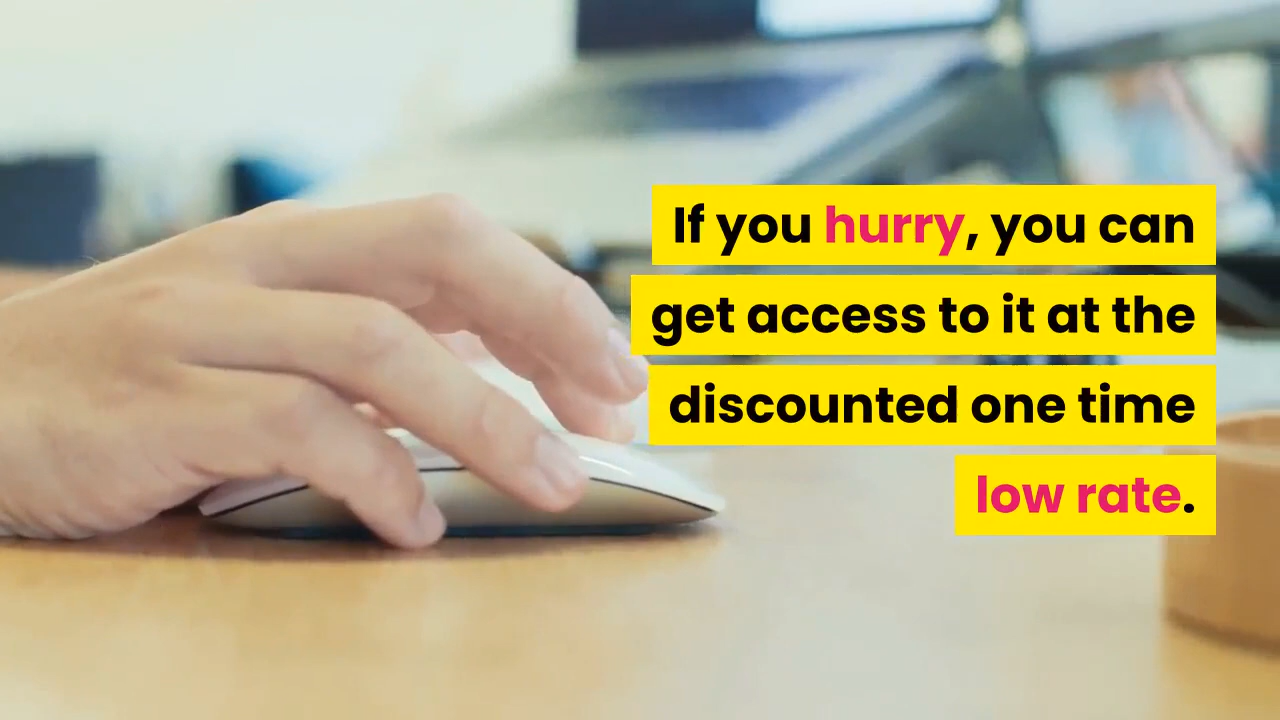 If you hurry, you can
get access to it at the
discounted one time
low rate.